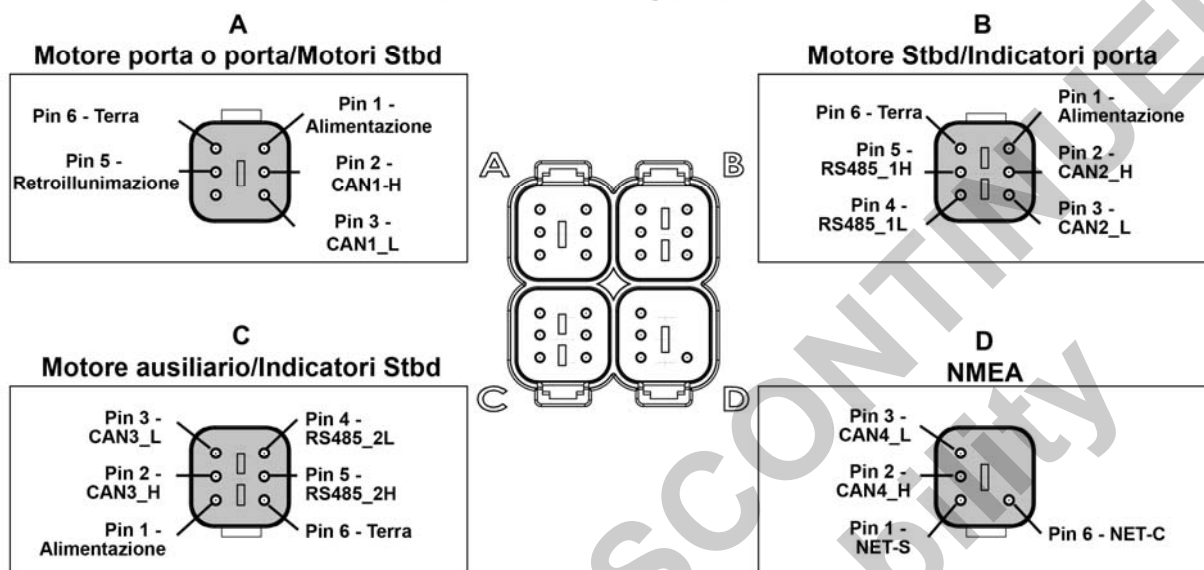 A
Motore porta o porta/Motori Stbd
Pin 6 - Terra
Pin 1 -
Alimentazione
Pin 5 -
Retroillunimazione
Pin 2 -
CAN1-H
Pin 3 -
CAN1_L
B
Motore Stbd/Indicatori porta
Pin 6 - Terra
Pin 1 -
Alimentazione
Pin 5 -
RS485_1H
Pin 2 -
CAN2_H
Pin 4 -
RS485_1L
Pin 3 -
CAN2_L
A
B
C
D
C
Motore ausiliario/Indicatori Stbd
Pin 3 -
CAN3_L
Pin 4 -
RS485_2L
Pin 2 -
CAN3_H
Pin 5 -
RS485_2H
Pin 1 -
Alimentazione
Pin 6 - Terra
D
NMEA
Pin 3 -
CAN4_L
Pin 2 -
CAN4_H
Pin 1 -
NET-S
Pin 6 - NET-C